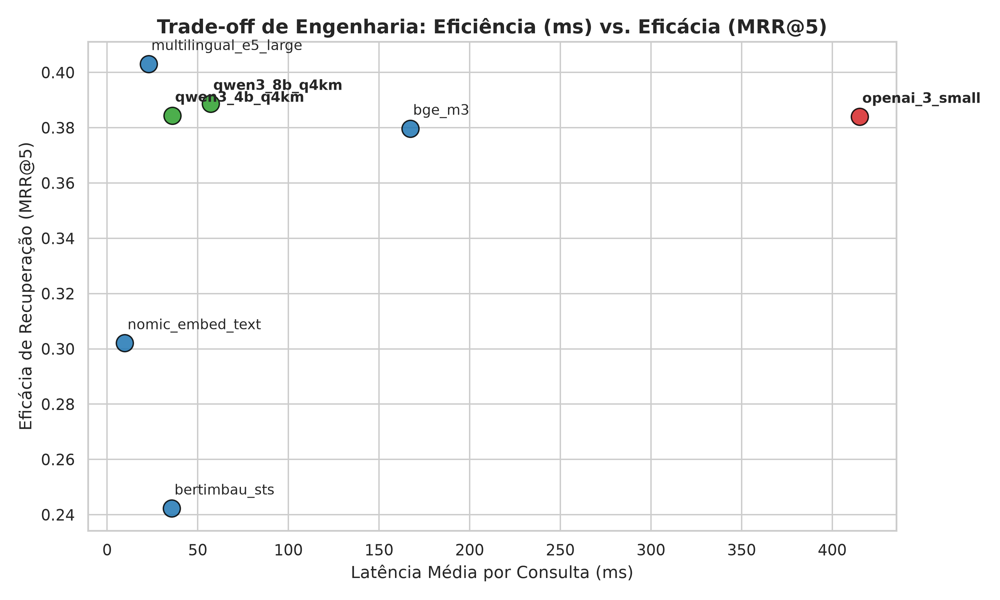 Trade-off de Engenharia: Eficiência (ms) vs. Eficácia (MRR@5)
multilingual_e5_large
qwen3_8b_q4km
qwen3_4b_q4km
openai_3_small
bge_m3
nomic_embed_text
bertimbau_sts
Eficácia de Recuperação (MRR@5)
0.40
0.38
0.36
0.34
0.32
0.30
0.28
0.26
0.24
0
50
100
150
200
250
300
350
400
Latência Média por Consulta (ms)